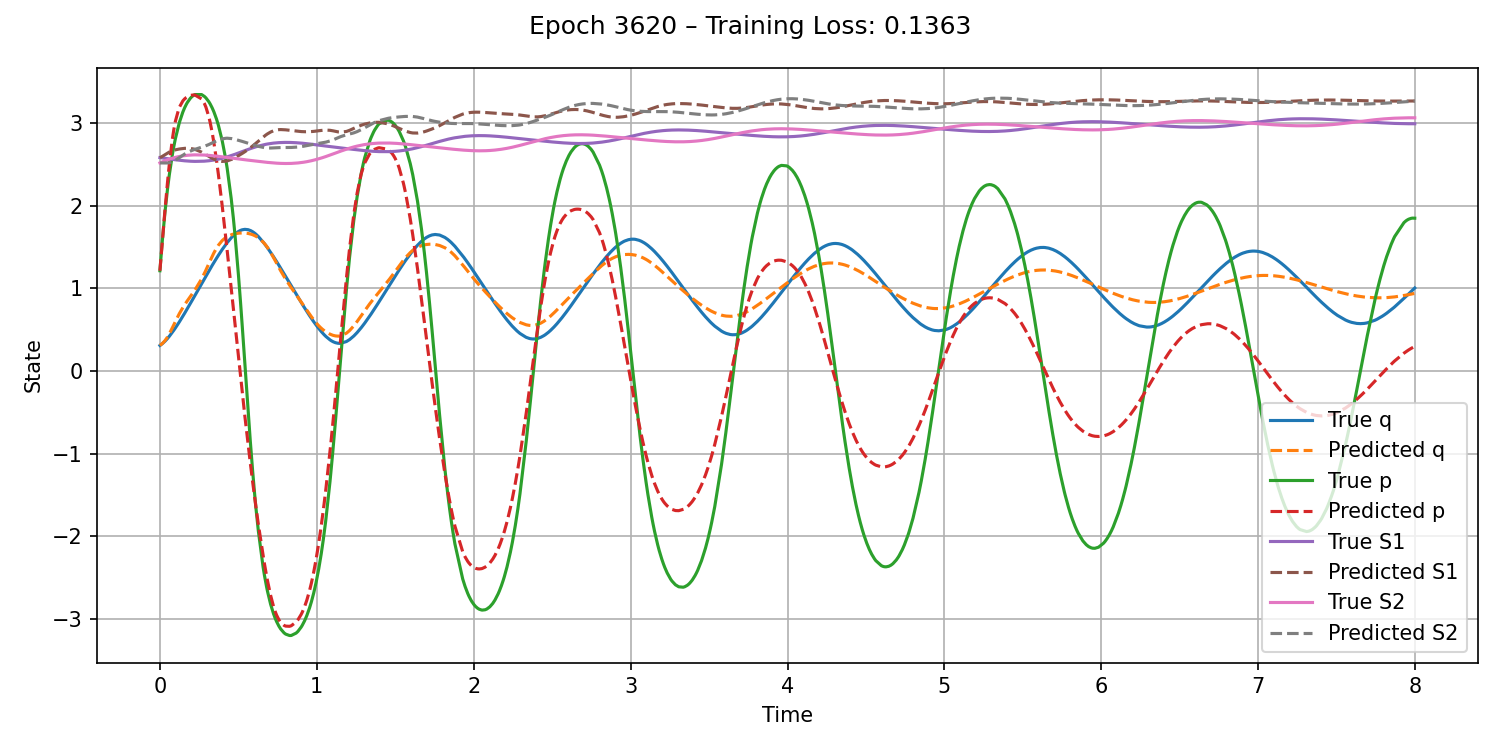 Epoch 3620 – Training Loss: 0.1363
State
3
2
1
0
−1
−2
−3
0 1 2 3 4 5 6 7 8
Time
True q
Predicted q
True p
Predicted p
True S1
Predicted S1
True S2
Predicted S2